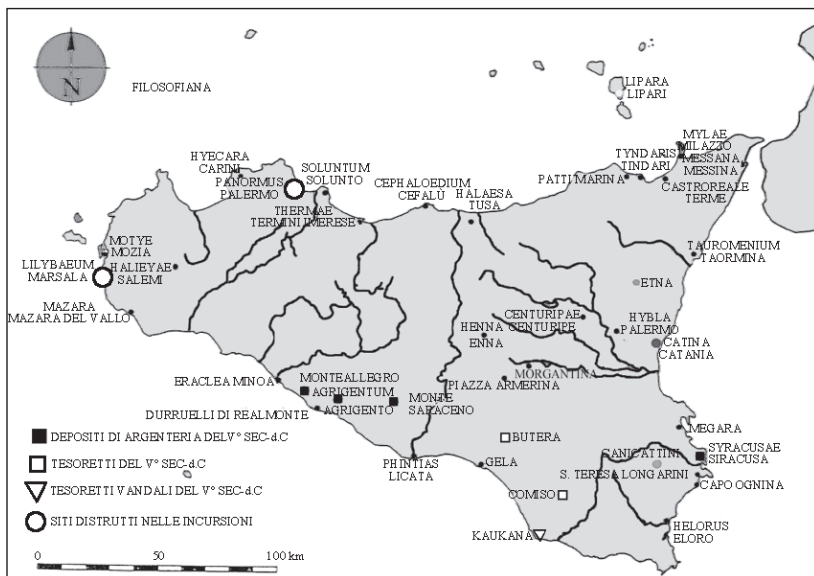 N
FILOSOFIANA
LIPARA
LIPARI
MYLAE
MILAZZO
MESSANA
MESSINA
TYNDARIS
TINDARI
PATTI MARINA
CASTROREALE
TERME
HYECARA
CARINI
PANORMUS
PALERMO
SOLUNTUM
SOLUNTO
THERMAE
TERMINI IMERESE
CEPHALOEDIUM
CEFALÙ
HALAESA
TUSA
TAUROMENIUM
TAORMINA
MOTYE
MOZIA
LILYBAEUM
MARSALA
HALIEYAE
SALEMI
MAZARA
MAZARA DEL VALLO
ETNA
CENTURIPAE
CENTURIPE
HYBLA
PALERMO
HENNA
ENNA
CATINA
CATANIA
MORGANTINA
PIAZZA ARMERINA
ERACLEA MINOA
MONTEALLEGRO
AGRIGENTUM
AGRIGENTO
DURRUELLI DI REALMONTE
MONTE
SARACENO
MEGARA
BUTERA
CANICATTINI
SYRACUSAE
SIRACUSA
S. TERESA LONGARINI
CAPO OGNINA
PHINTIAS
LICATA
GELA
COMISO
KAUKANA
HELORUS
ELORO
DEPOSITI DI ARGENTERIA DEL V° SEC-d.C
TESORETTI DEL V° SEC-d.C
TESORETTI VANDALI DEL V° SEC-d.C
SITI DISTRUTTI NELLE INCURSIONI
0 50 100 km